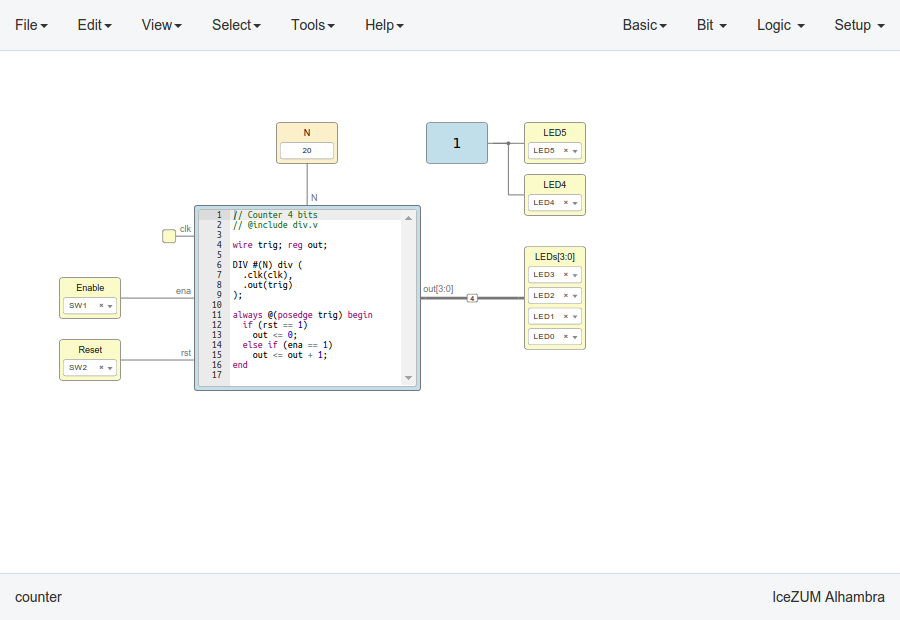 File Edit View Select Tools Help Basic Bit Logic Setup
N
20
N
1
LED5
LED5
LED4
LED4
clk
Enable
SW1
ena
Reset
SW2
rst
1 // Counter 4 bits
2 // @include div.v
3
4 wire trig; reg out;
5
6 DIV #(N) div (
7   .clk(clk),
8   .out(trig)
9 );
10
11 always @(posedge trig) begin
12   if (rst == 1)
13     out <= 0;
14   else if (ena == 1)
15     out <= out + 1;
16 end
17
out[3:0]
4
LEDs[3:0]
LED3
LED2
LED1
LED0
counter
IceZUM Alhambra